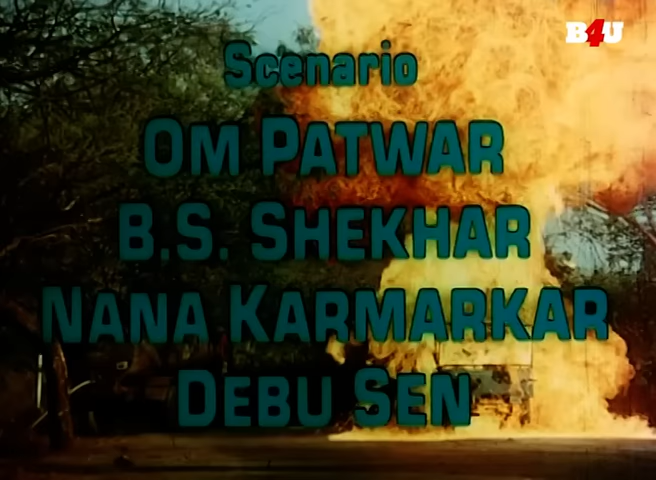 B4U
Scenario
OM PATWAR
B.S. SHEKHAR
NANA KARMARKAR
DEBU SEN